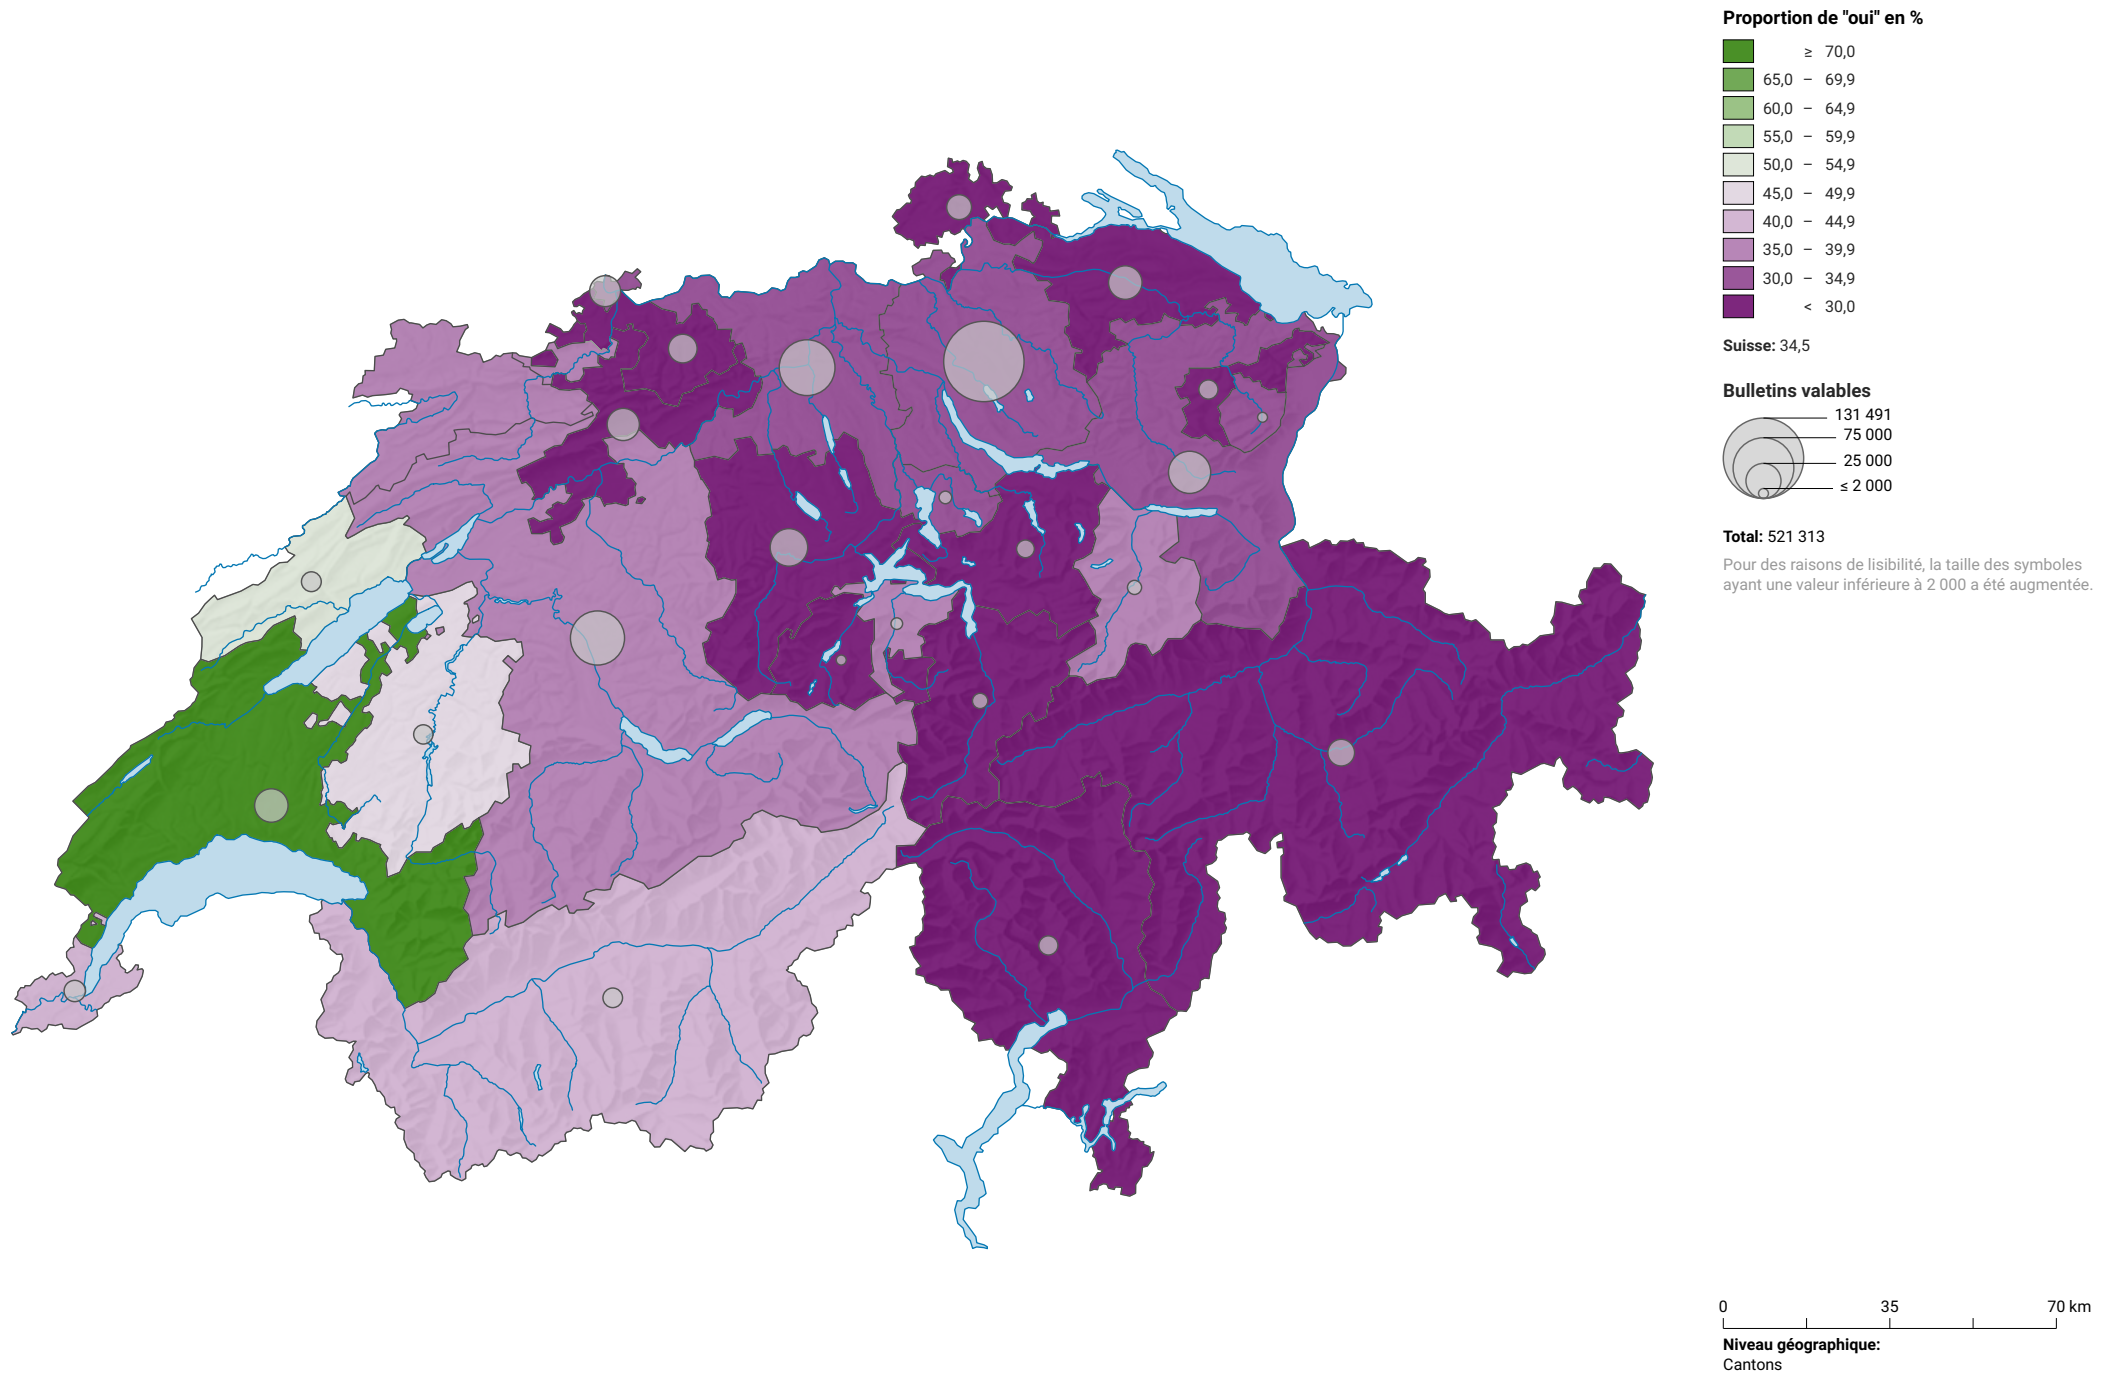 Proportion de "oui" en %
≥ 70,0
65,0 – 69,9
60,0 – 64,9
55,0 – 59,9
50,0 – 54,9
45,0 – 49,9
40,0 – 44,9
35,0 – 39,9
30,0 – 34,9
< 30,0
Suisse: 34,5
Bulletins valables
131 491
75 000
25 000
≤ 2 000
Total: 521 313
Pour des raisons de lisibilité, la taille des symboles
ayant une valeur inférieure à 2 000 a été augmentée.
0 35 70 km
Niveau géographique:
Cantons